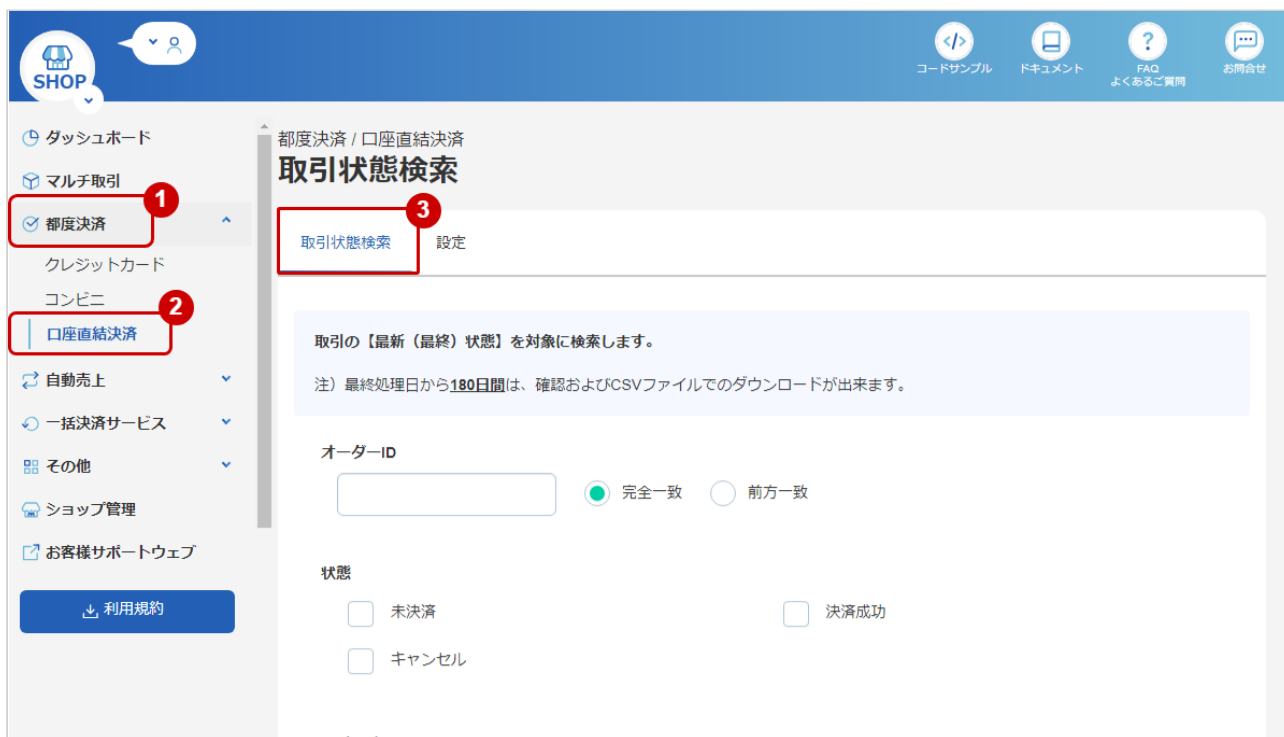 SHOP
コードサンプル
ドキュメント
FAQ
よくあるご質問
お問合せ
ダッシュボード
マルチ取引
1
都度決済
クレジットカード
コンビニ
2
口座直結決済
自動売上
一括決済サービス
その他
ショップ管理
お客様サポートウェブ
利用規約
都度決済 / 口座直結決済
取引状態検索
3
取引状態検索
設定
取引の【最新（最終）状態】を対象に検索します。
注）最終処理日から180日間は、確認およびCSVファイルでのダウンロードが出来ます。
オーダーID
完全一致
前方一致
状態
未決済
決済成功
キャンセル